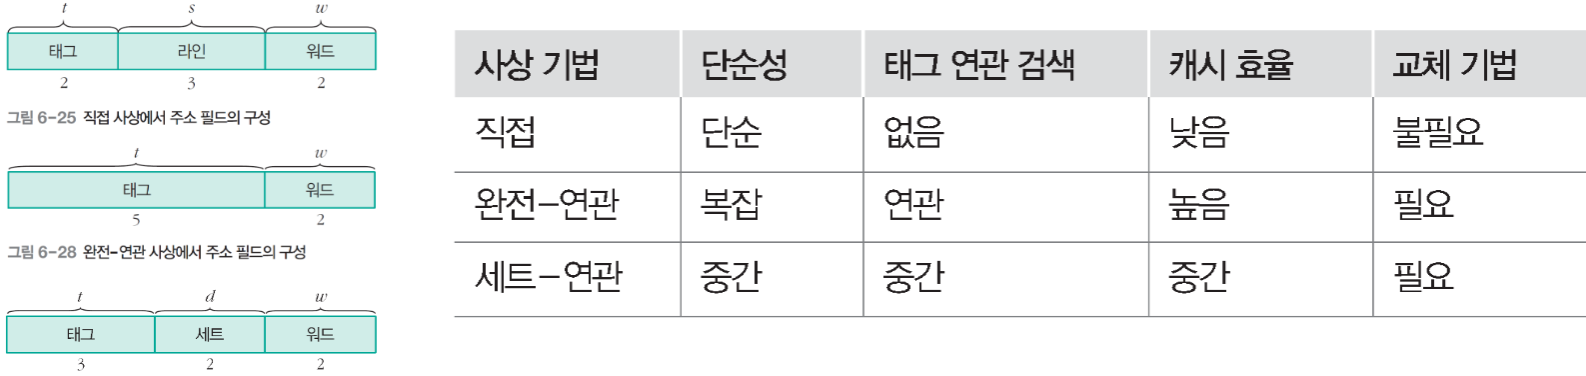 t s w
태그 라인 워드
2 3 2
그림 6-25 직접 사상에서 주소 필드의 구성
t w
태그 워드
5 2
그림 6-28 완전-연관 사상에서 주소 필드의 구성
t d w
태그 세트 워드
3 2 2
사상 기법 단순성 태그 연관 검색 캐시 효율 교체 기법
직접 단순 없음 낮음 불필요
완전-연관 복잡 연관 높음 필요
세트-연관 중간 중간 중간 필요